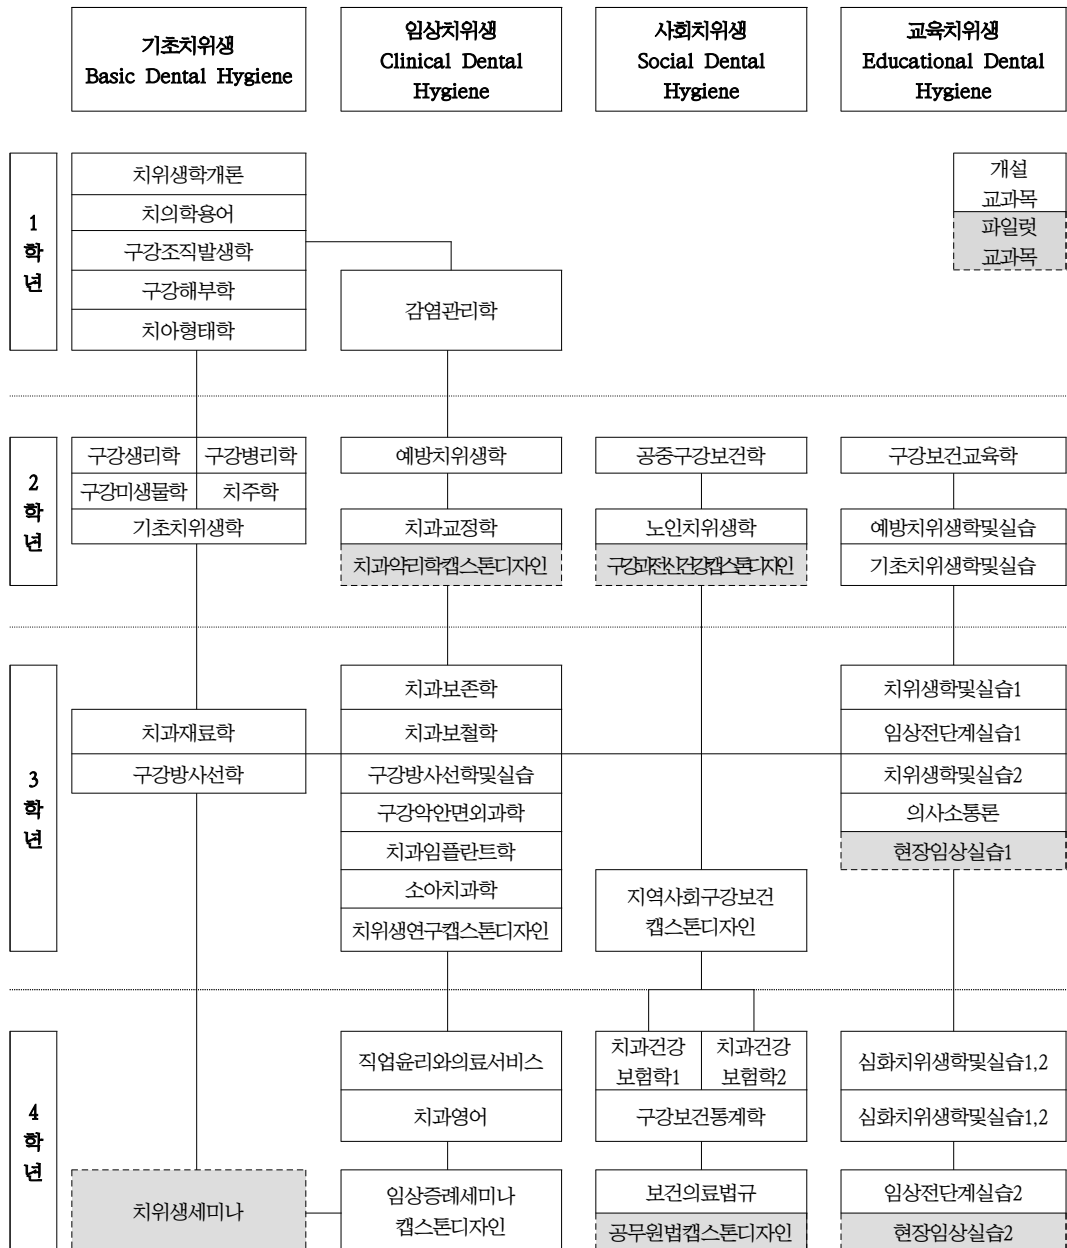 기초치위생
Basic Dental Hygiene
임상치위생
Clinical Dental
Hygiene
사회치위생
Social Dental
Hygiene
교육치위생
Educational Dental
Hygiene
1
학
년
치위생학개론
치의학용어
구강조직발생학
구강해부학
치아형태학
감염관리학
개설
교과목
파일럿
교과목
2
학
년
구강생리학
구강병리학
구강미생물학
치주학
기초치위생학
예방치위생학
치과교정학
치과약리학캡스톤디자인
공중구강보건학
노인치위생학
구강과전신건강캡스톤디자인
구강보건교육학
예방치위생학및실습
기초치위생학및실습
3
학
년
치과재료학
구강방사선학
치과보존학
치과보철학
구강방사선학및실습
구강악안면외과학
치과임플란트학
소아치과학
치위생연구캡스톤디자인
지역사회구강보건
캡스톤디자인
치위생학및실습1
임상전단계실습1
치위생학및실습2
의사소통론
현장임상실습1
4
학
년
치위생세미나
직업윤리와의료서비스
치과영어
임상증례세미나
캡스톤디자인
치과건강
보험학1
치과건강
보험학2
구강보건통계학
보건의료법규
공무원법캡스톤디자인
심화치위생학및실습1,2
심화치위생학및실습1,2
임상전단계실습2
현장임상실습2